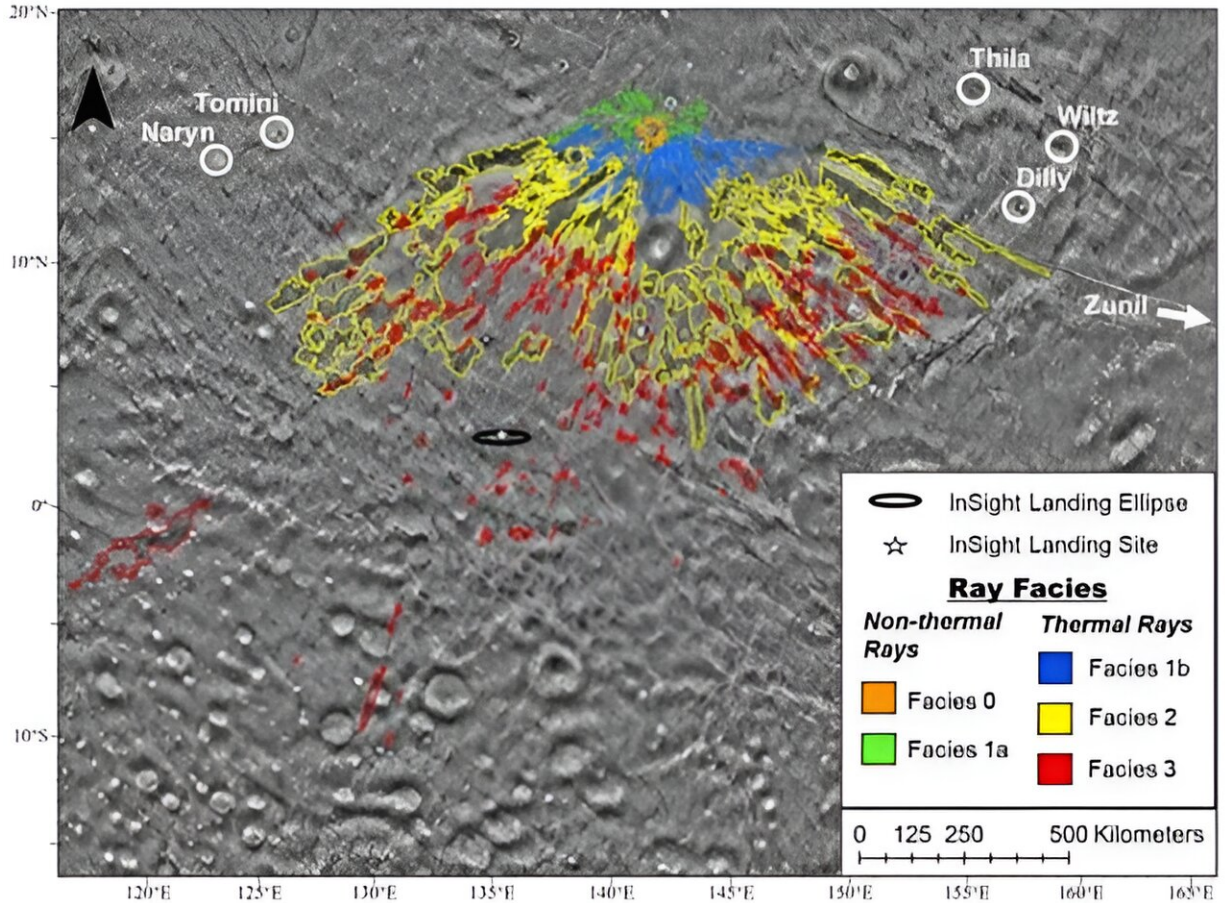 20°N
N
Thila
Tomini
Wiltz
Naryn
Dilly
10°N
Zunil
0°
InSight Landing Ellipse
InSight Landing Site
Ray Facies
Non-thermal Rays
Thermal Rays
Facies 0
Facies 1a
Facies 1b
Facies 2
Facies 3
10°S
0 125 250 500 Kilometers
120°E 125°E 130°E 135°E 140°E 145°E 150°E 155°E 160°E 165°E